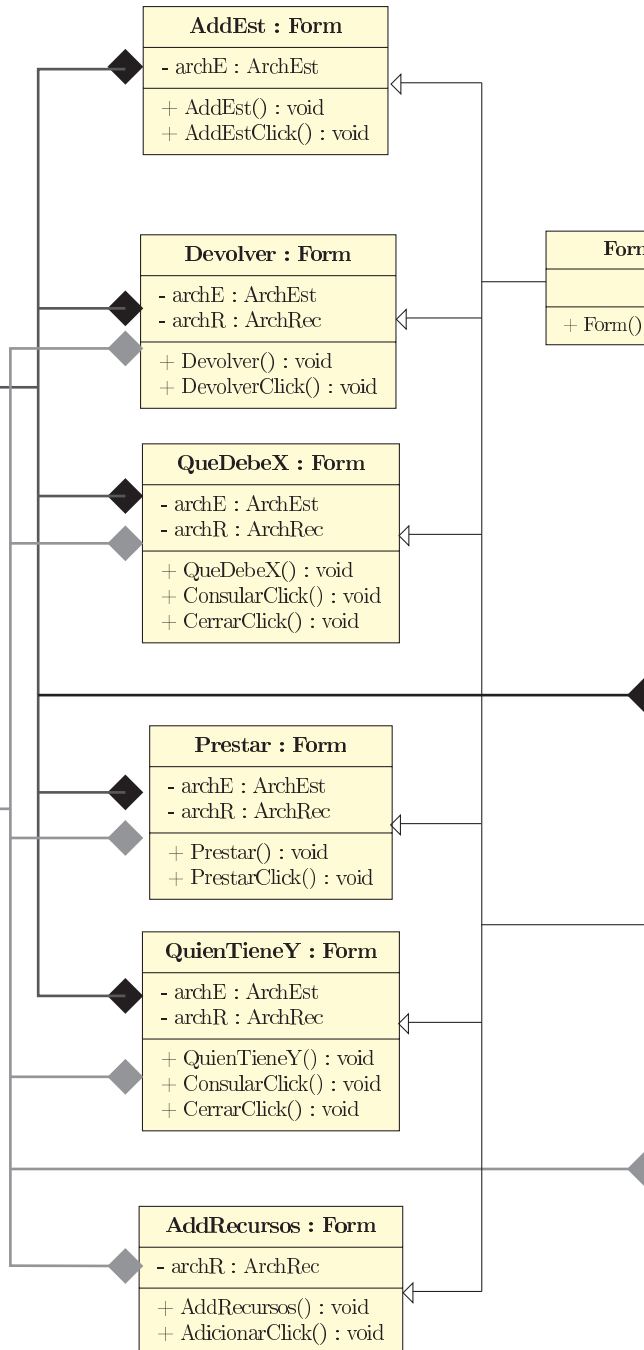 AddEst : Form
- archE : ArchEst
+ AddEst() : void
+ AddEstClick() : void
Devolver : Form
- archE : ArchEst
- archR : ArchRec
+ Devolver() : void
+ DevolverClick() : void
Form
+ Form()
QueDebeX : Form
- archE : ArchEst
- archR : ArchRec
+ QueDebeX() : void
+ ConsularClick() : void
+ CerrarClick() : void
Prestar : Form
- archE : ArchEst
- archR : ArchRec
+ Prestar() : void
+ PrestarClick() : void
QuienTieneY : Form
- archE : ArchEst
- archR : ArchRec
+ QuienTieneY() : void
+ ConsularClick() : void
+ CerrarClick() : void
AddRecursos : Form
- archR : ArchRec
+ AddRecursos() : void
+ AdicionarClick() : void